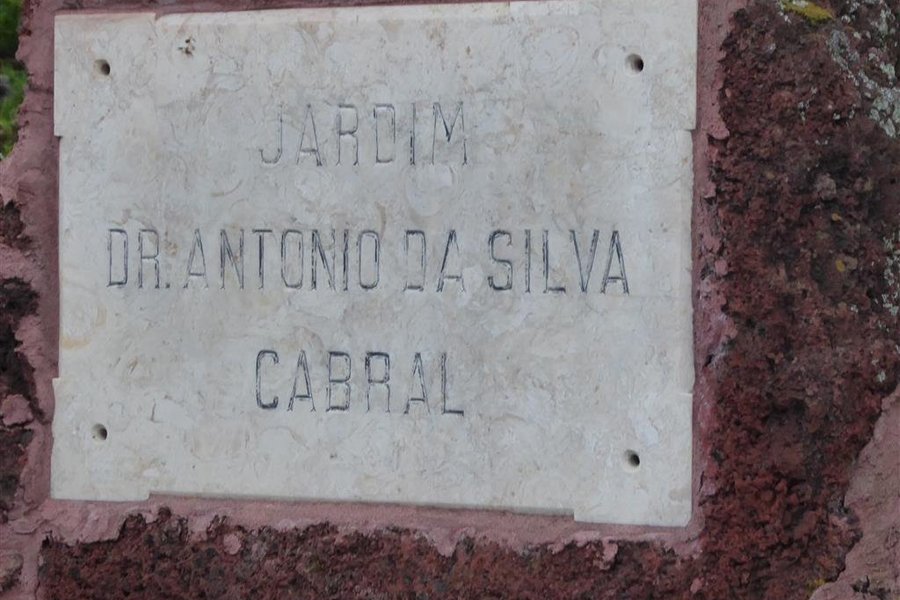 JARDIM
DR. ANTONIO DA SILVA
CABRAL